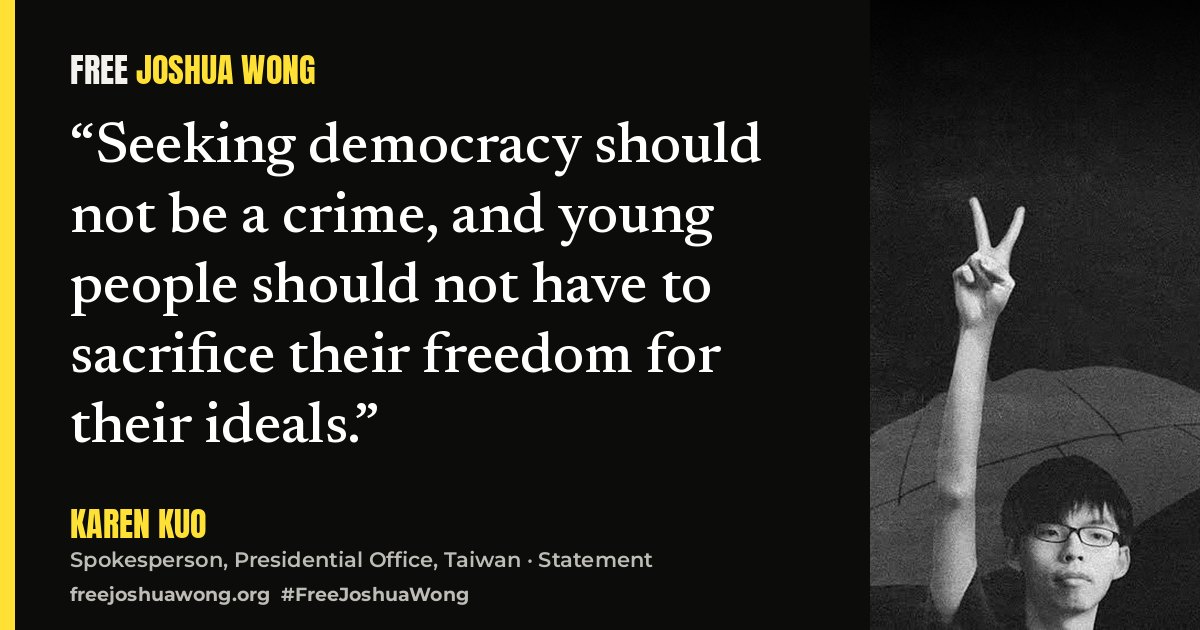 FREE JOSHUA WONG
“Seeking democracy should
not be a crime, and young
people should not have to
sacrifice their freedom for
their ideals.”
KAREN KUO
Spokesperson, Presidential Office, Taiwan · Statement
freejoshuawong.org #FreeJoshuaWong